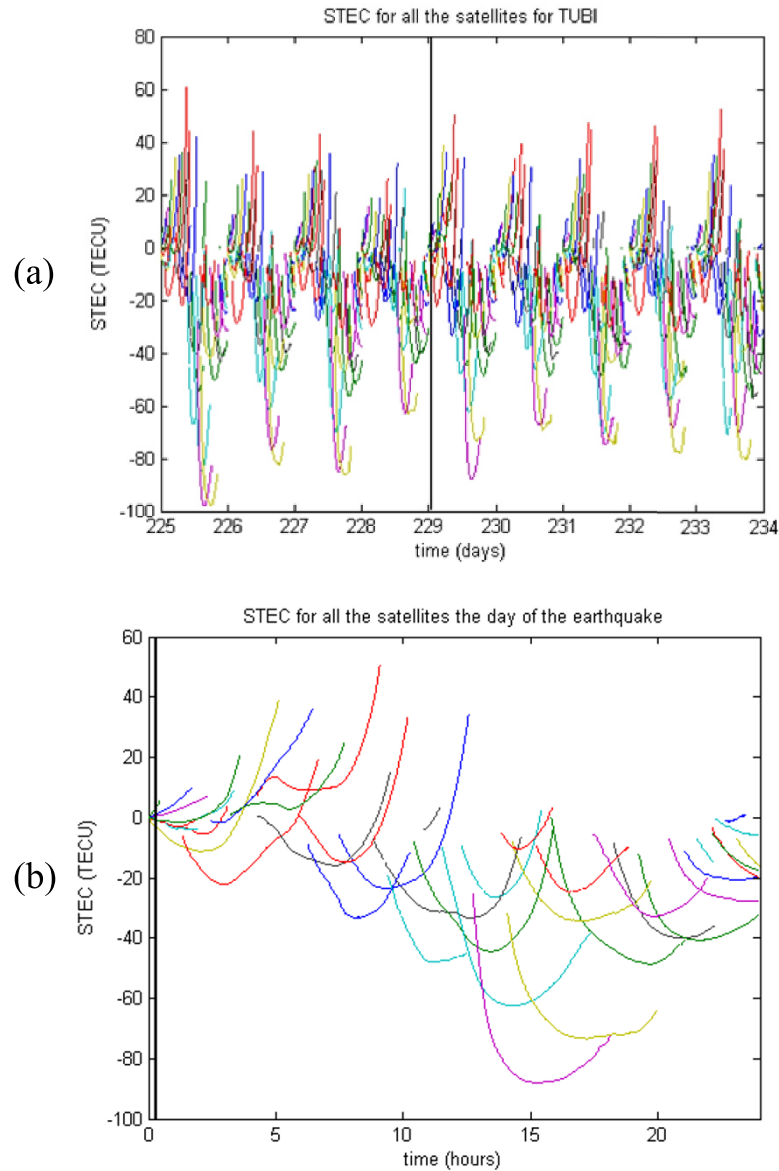 STEC for all the satellites for TUBI
80
60
40
20
0
-20
-40
-60
-80
-100
STEC (TECU)
(a)
225 226 227 228 229 230 231 232 233 234
time (days)
STEC for all the satellites the day of the earthquake
60
40
20
0
-20
-40
-60
-80
-100
STEC (TECU)
(b)
0 5 10 15 20
time (hours)